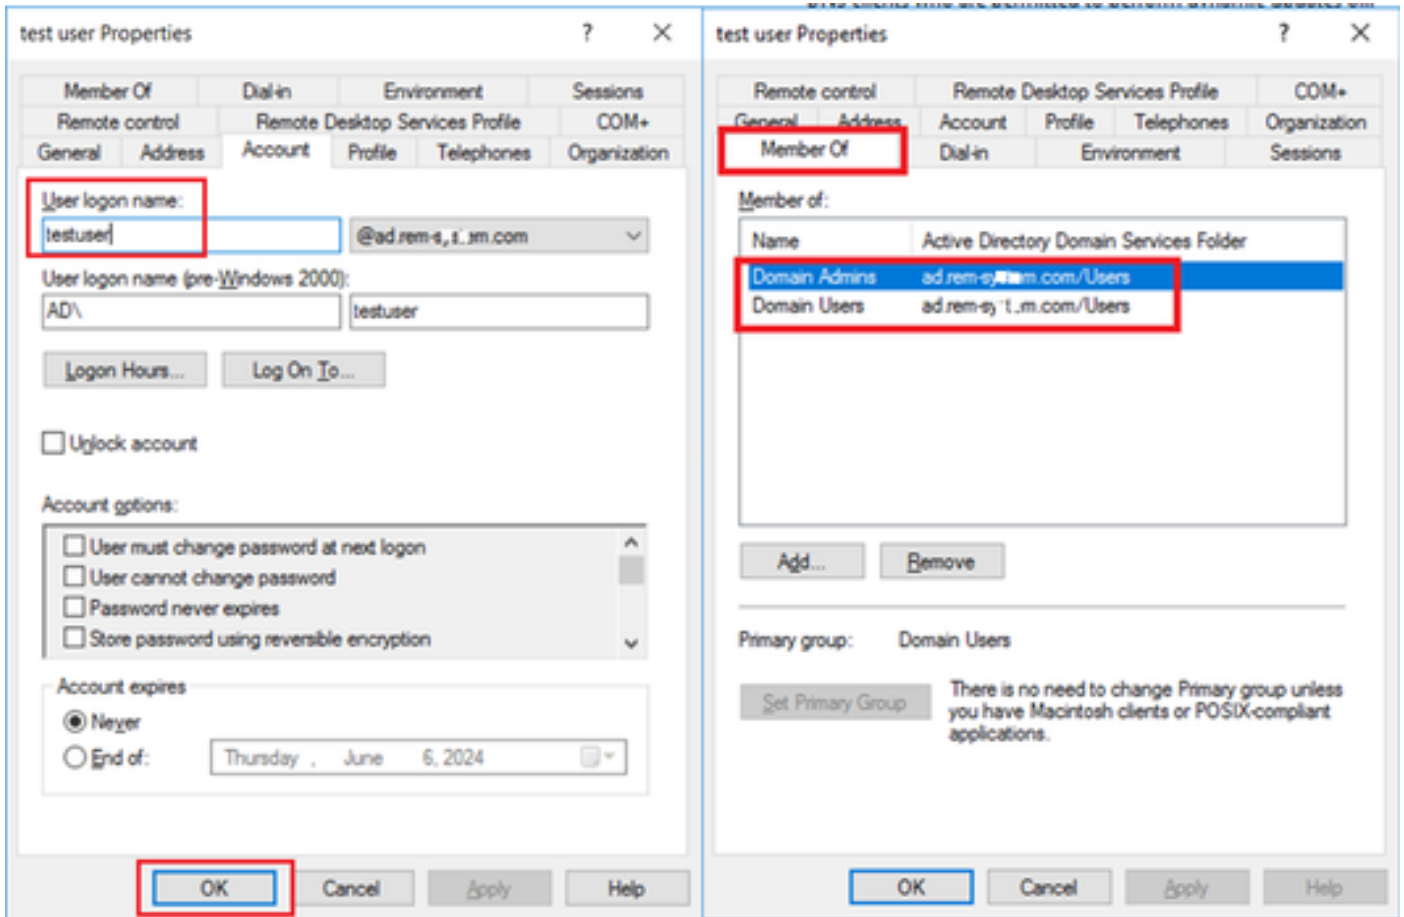 test user Properties ? ✕
Member Of Dial-in Environment Sessions
Remote control Remote Desktop Services Profile COM+
General Address Account Profile Telephones Organization
User logon name:
testuser
User logon name (pre-Windows 2000):
AD\ testuser
Logon Hours... Log On To...
Unlock account
Account options:
User must change password at next logon
User cannot change password
Password never expires
Store password using reversible encryption
Account expires
Never
End of: Thursday , June 6, 2024
OK Cancel Apply Help
test user Properties ? ✕
Remote control Remote Desktop Services Profile COM+
General Address Account Profile Telephones Organization
Member Of Dial-in Environment Sessions
Member of:
Name Active Directory Domain Services Folder
Domain Admins
Domain Users
Add... Remove
Primary group: Domain Users
Set Primary Group
There is no need to change Primary group unless
you have Macintosh clients or POSIX-compliant
applications.
OK Cancel Apply Help